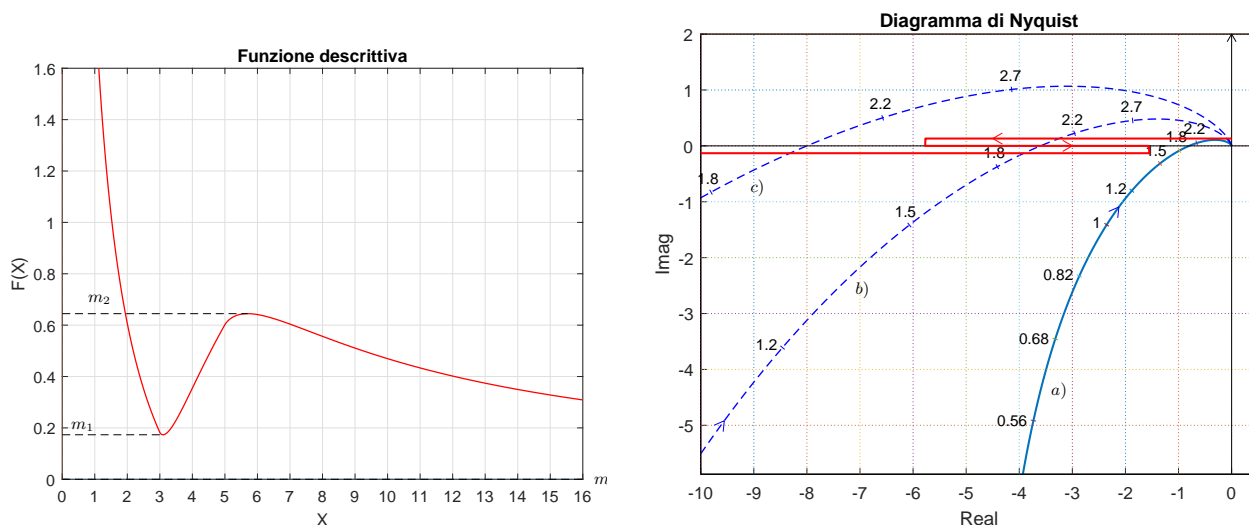 Funzione descrittiva
1.6
1.4
1.2
1
0.8
0.6
0.4
0.2
0
F(X)
m2
m1
0 1 2 3 4 5 6 7 8 9 10 11 12 13 14 15 16
m
X
Diagramma di Nyquist
2
1
0
-1
-2
-3
-4
-5
Imag
2.7
2.2
2.7
2.2
2.2
1.8
1.8
1.5
1.8
c)
1.2
1.5
1
0.82
b)
1.2
0.68
a)
0.56
-10 -9 -8 -7 -6 -5 -4 -3 -2 -1 0
Real